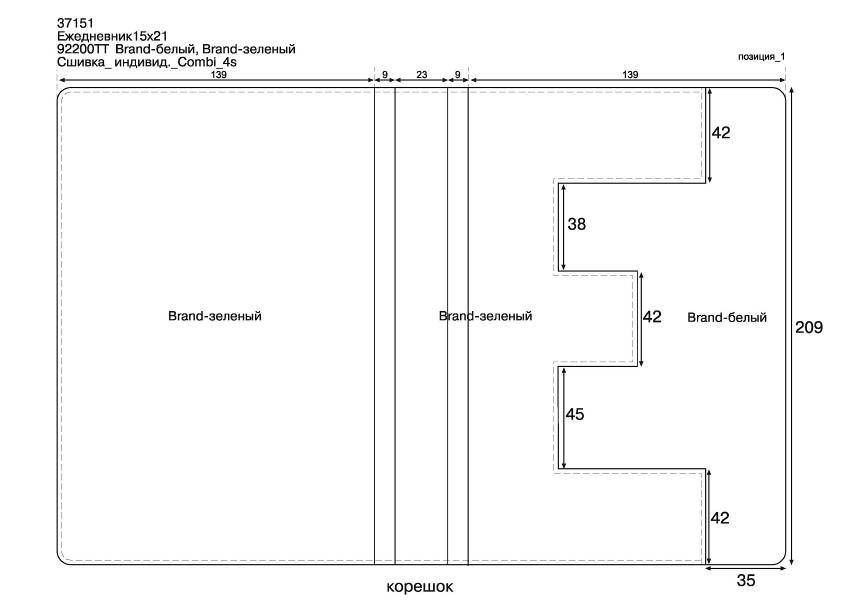 37151
Ежедневник15x21
92200ТТ Brand-белый, Brand-зеленый
Сшивка_ индивид._Combi_4s
позиция_1
139 9 23 9 139
42
38
Brand-зеленый Brand-зеленый 42 Brand-белый 209
45
42
35
корешок